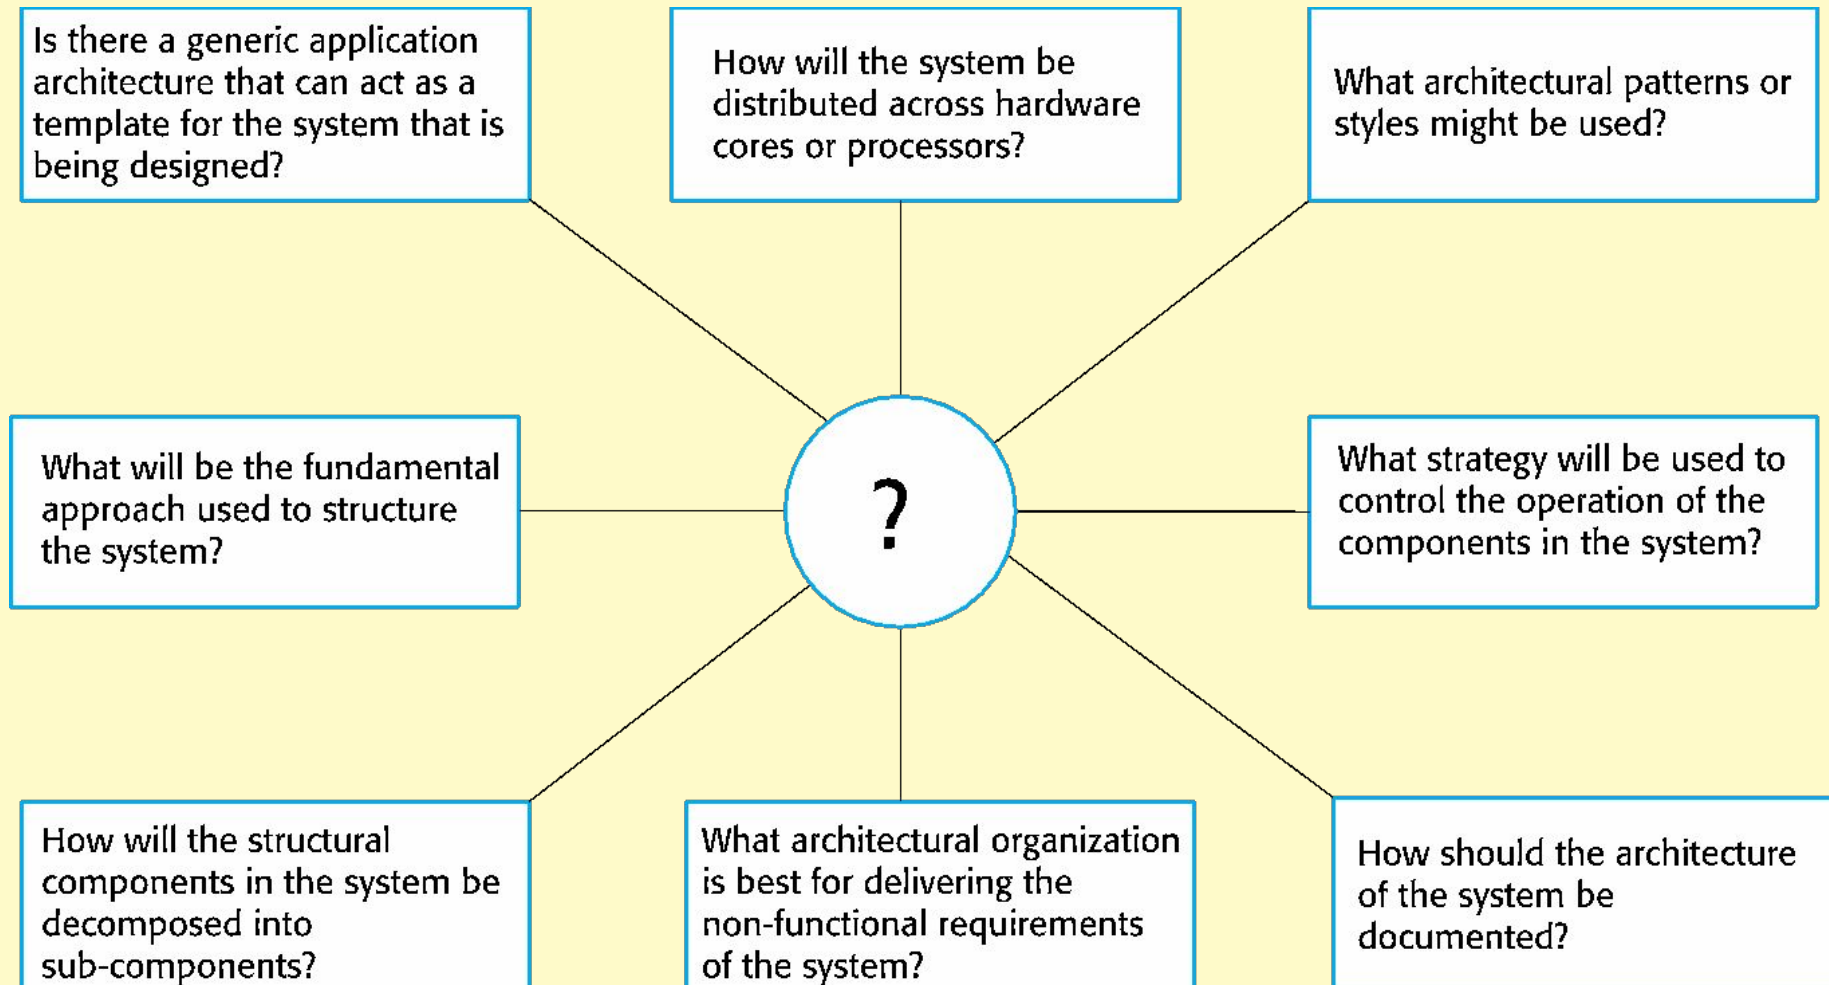 Is there a generic application
architecture that can act as a
template for the system that is
being designed?
How will the system be
distributed across hardware
cores or processors?
What architectural patterns or
styles might be used?
What will be the fundamental
approach used to structure
the system?
?
What strategy will be used to
control the operation of the
components in the system?
How will the structural
components in the system be
decomposed into
sub-components?
What architectural organization
is best for delivering the
non-functional requirements
of the system?
How should the architecture
of the system be
documented?